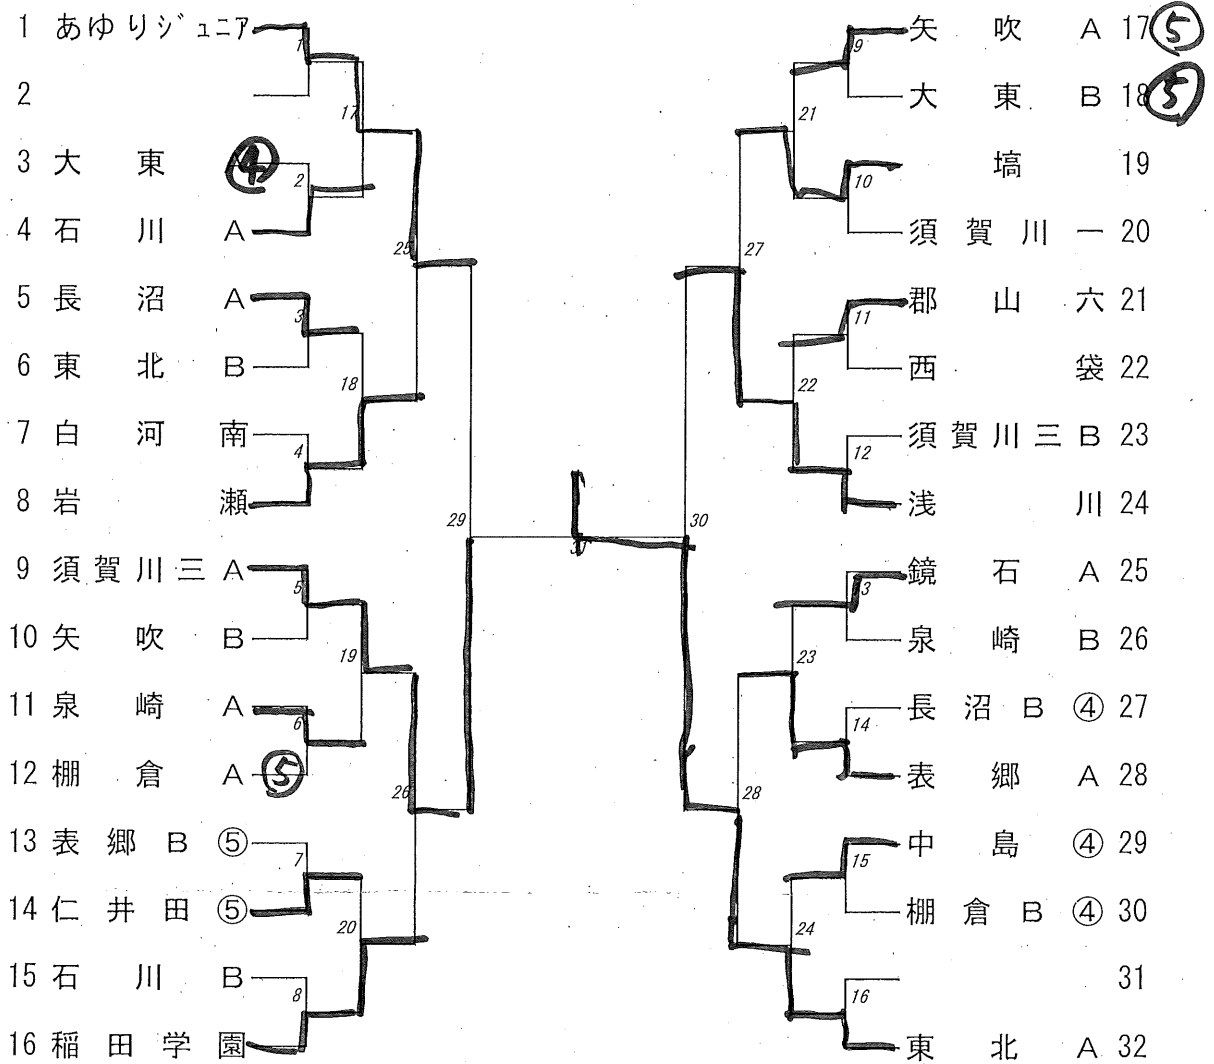 1 あゆりジュニア
2
3 大東 ④
4 石川 A
5 長沼 A
6 東北 B
7 白河南
8 岩瀬
9 須賀川三 A
10 矢吹 B
11 泉崎 A
12 棚倉 A ⑤
13 表郷 B ⑤
14 仁井田 ⑤
15 石川 B
16 稲田学園
1
2
3
4
5
6
7
8
17
18
19
20
25
26
29
30
27
28
21
22
23
24
9
10
11
12
13
14
15
16
矢吹 A 17 ⑤
大東 B 18 ⑤
塙 19
須賀川一 20
郡山六 21
西袋 22
須賀川三 B 23
浅川 24
鏡石 A 25
泉崎 B 26
長沼 B ④ 27
表郷 A 28
中島 ④ 29
棚倉 B ④ 30
31
東北 A 32